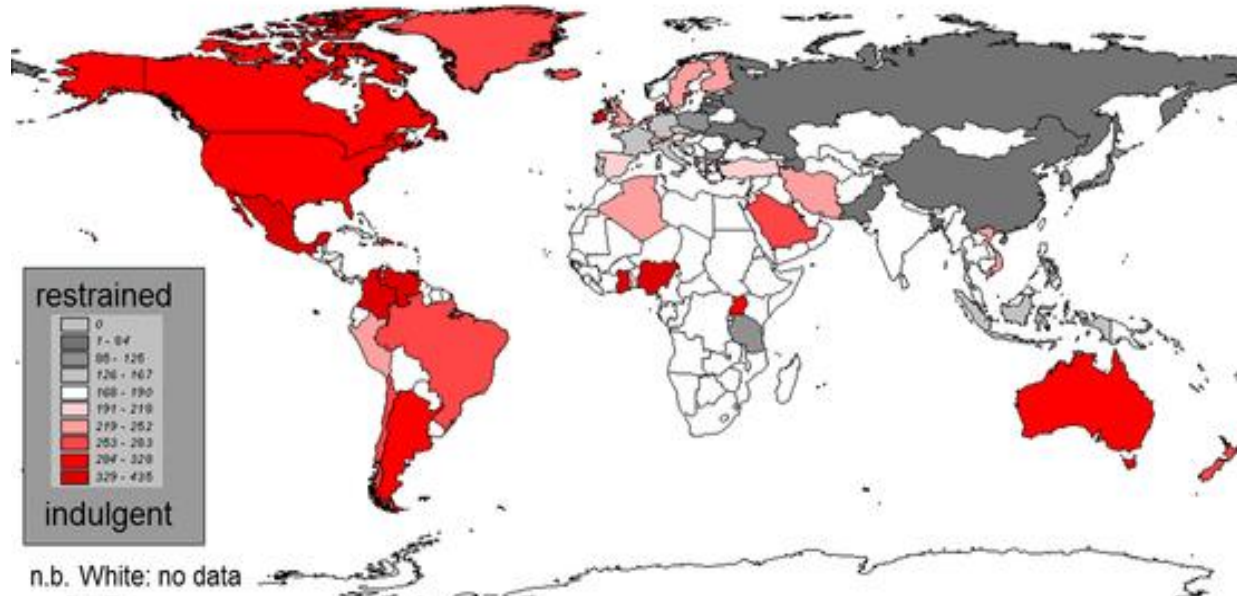 restrained
0
1 - 84
85 - 125
126 - 167
168 - 190
191 - 218
219 - 252
253 - 283
284 - 328
329 - 435
indulgent
n.b. White: no data